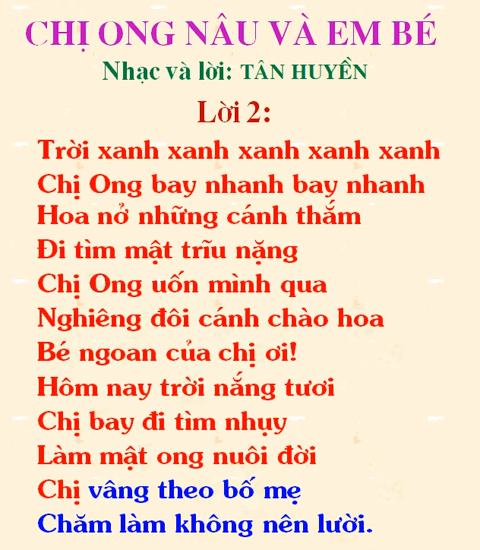 CHỊ ONG NÂU VÀ EM BÉ
Nhạc và lời: TÂN HUYỀN
Lời 2:
Trời xanh xanh xanh xanh xanh
Chị Ong bay nhanh bay nhanh
Hoa nở những cánh thắm
Đi tìm mật trĩu nặng
Chị Ong uốn mình qua
Nghiêng đôi cánh chào hoa
Bé ngoan của chị ơi!
Hôm nay trời nắng tươi
Chị bay đi tìm nhụy
Làm mật ong nuôi đời
Chị vâng theo bố mẹ
Chăm làm không nên lười.